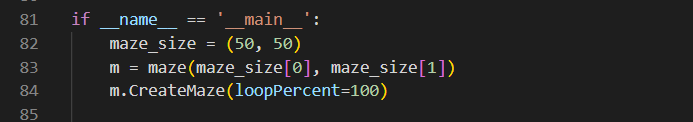 81 if __name__ == '__main__':
82 maze_size = (50, 50)
83 m = maze(maze_size[0], maze_size[1])
84 m.CreateMaze(loopPercent=100)
85